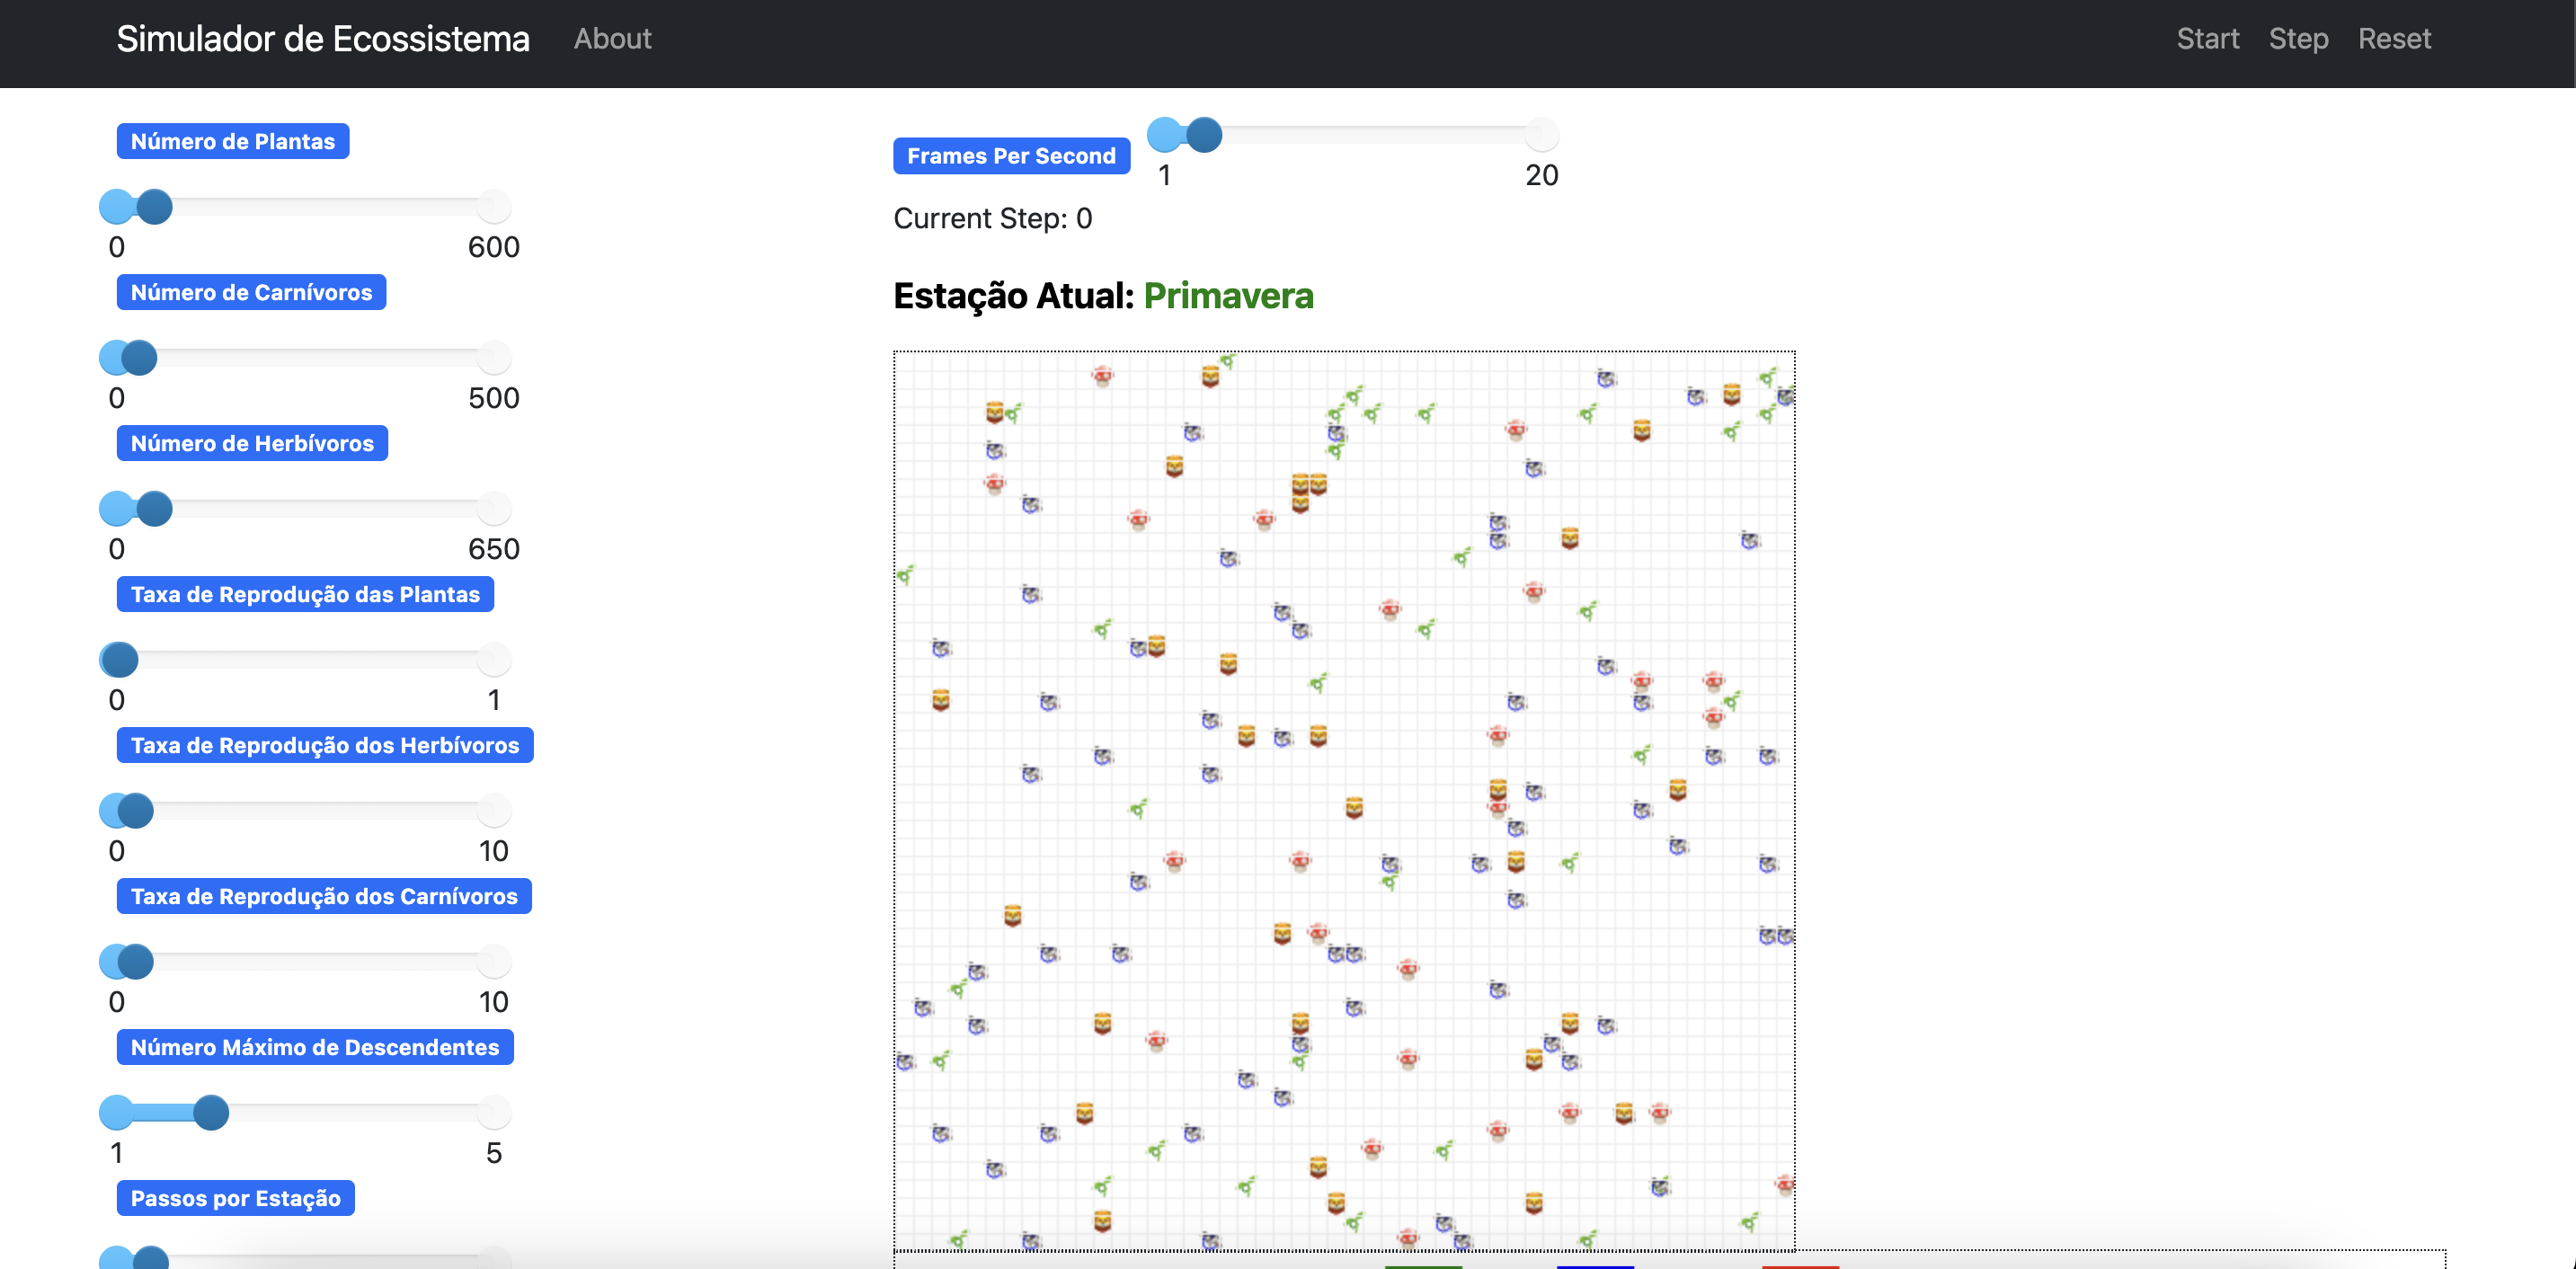 Simulador de Ecossistema About Start Step Reset
Número de Plantas
0 600
Número de Carnívoros
0 500
Número de Herbívoros
0 650
Taxa de Reprodução das Plantas
0 1
Taxa de Reprodução dos Herbívoros
0 10
Taxa de Reprodução dos Carnívoros
0 10
Número Máximo de Descendentes
1 5
Passos por Estação
Frames Per Second
1 20
Current Step: 0
Estação Atual: Primavera